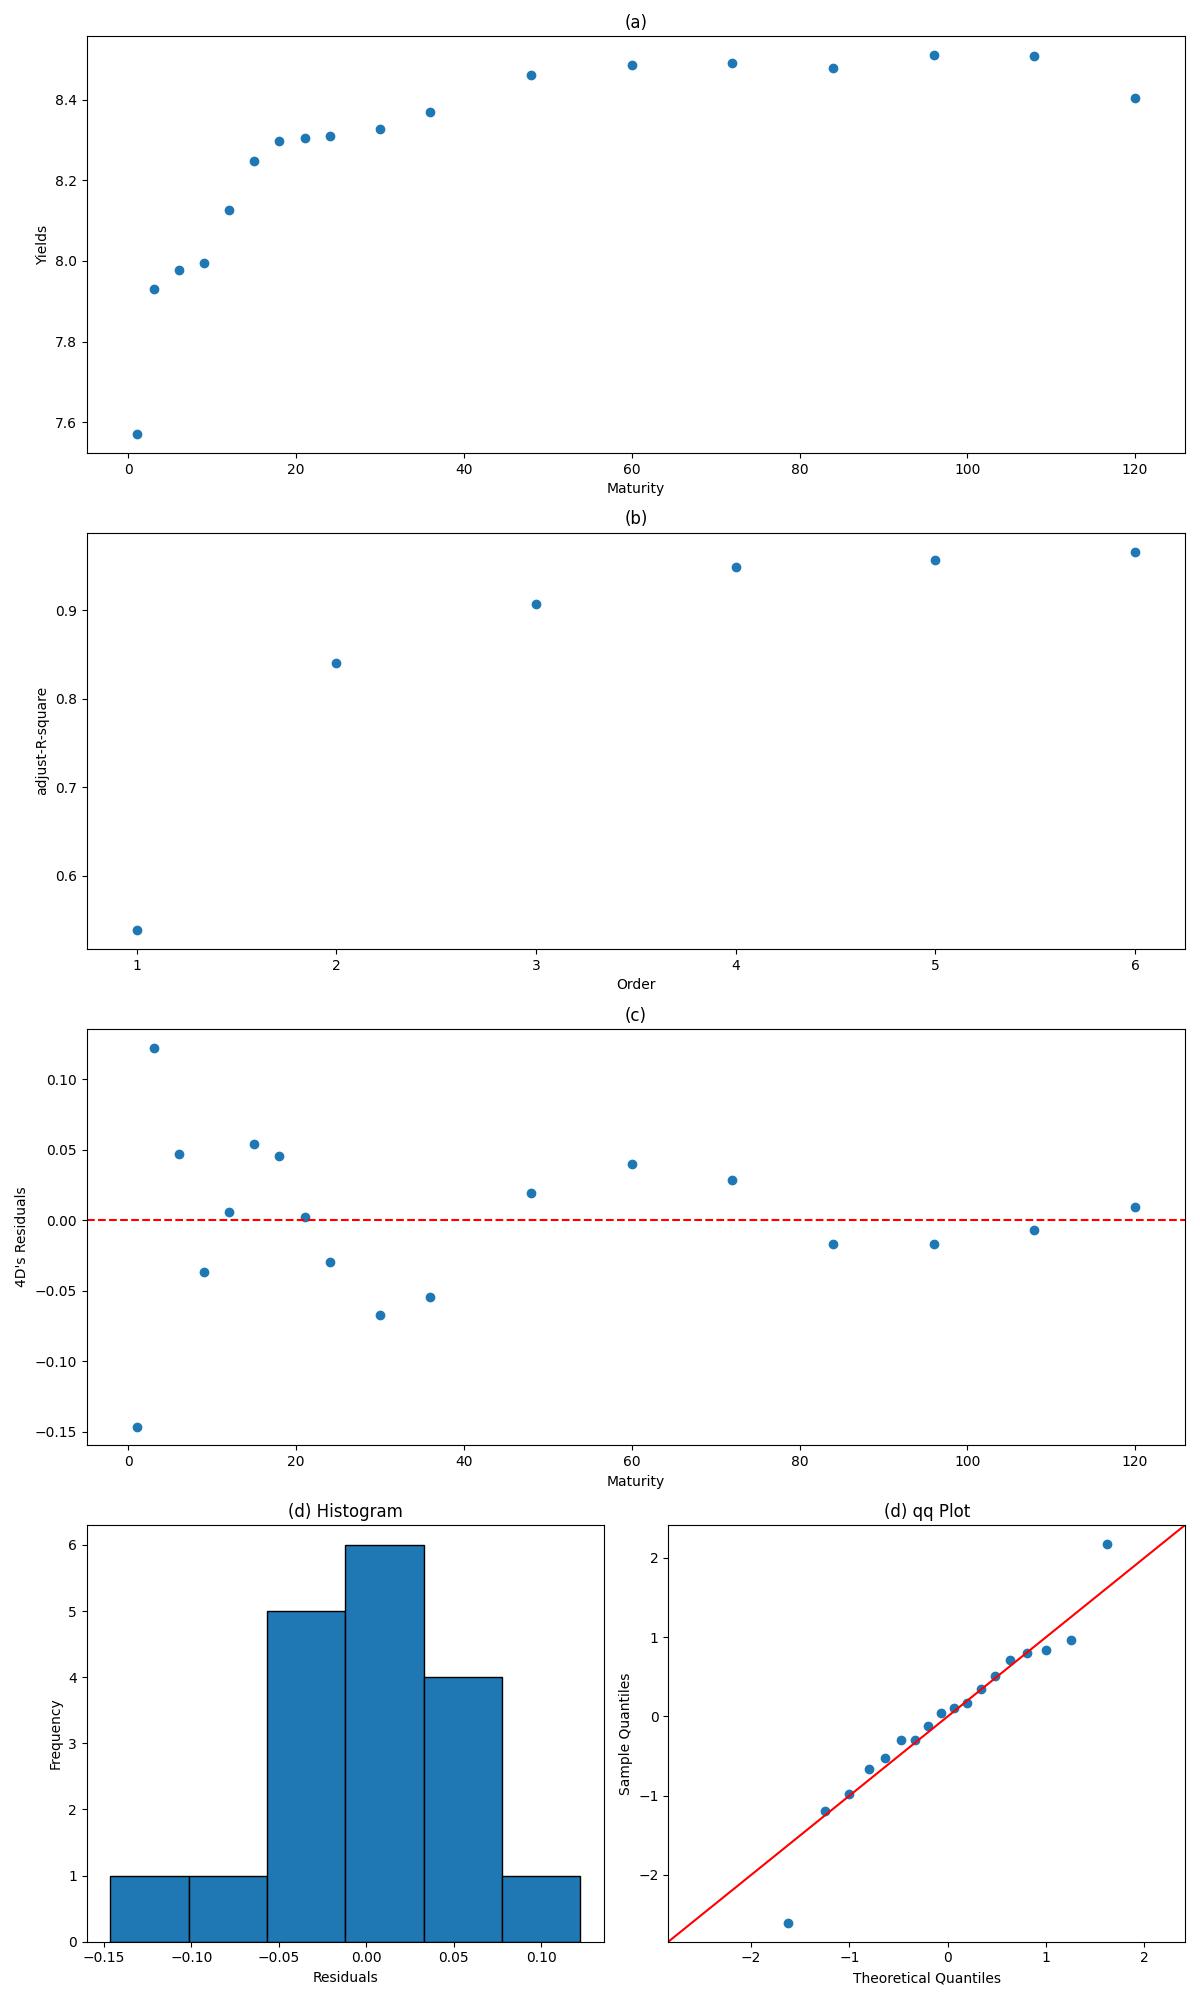 (a)
8.4
8.2
8.0
7.8
7.6
Yields
0 20 40 60 80 100 120
Maturity
(b)
0.9
0.8
0.7
0.6
adjust-R-square
1 2 3 4 5 6
Order
(c)
0.10
0.05
0.00
−0.05
−0.10
−0.15
4D's Residuals
0 20 40 60 80 100 120
Maturity
(d) Histogram
6
5
4
3
2
1
0
Frequency
−0.15 −0.10 −0.05 0.00 0.05 0.10
Residuals
(d) qq Plot
2
1
0
−1
−2
Sample Quantiles
−2 −1 0 1 2
Theoretical Quantiles